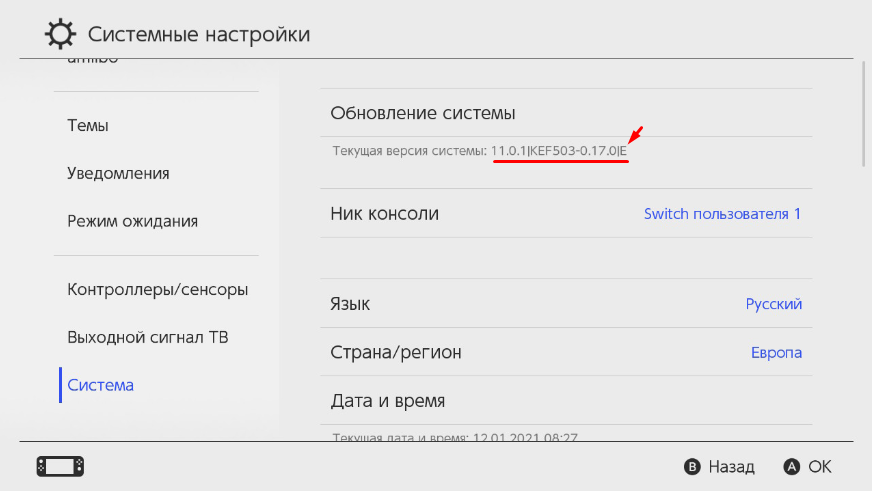 Системные настройки
amiibo
Темы
Уведомления
Режим ожидания
Контроллеры/сенсоры
Выходной сигнал ТВ
Система
Обновление системы
Текущая версия системы: 11.0.1|KEF503-0.17.0|E
Ник консоли
Switch пользователя 1
Язык
Русский
Страна/регион
Европа
Дата и время
Текущая дата и время: 12.01.2021 08:27
B Назад
A OK